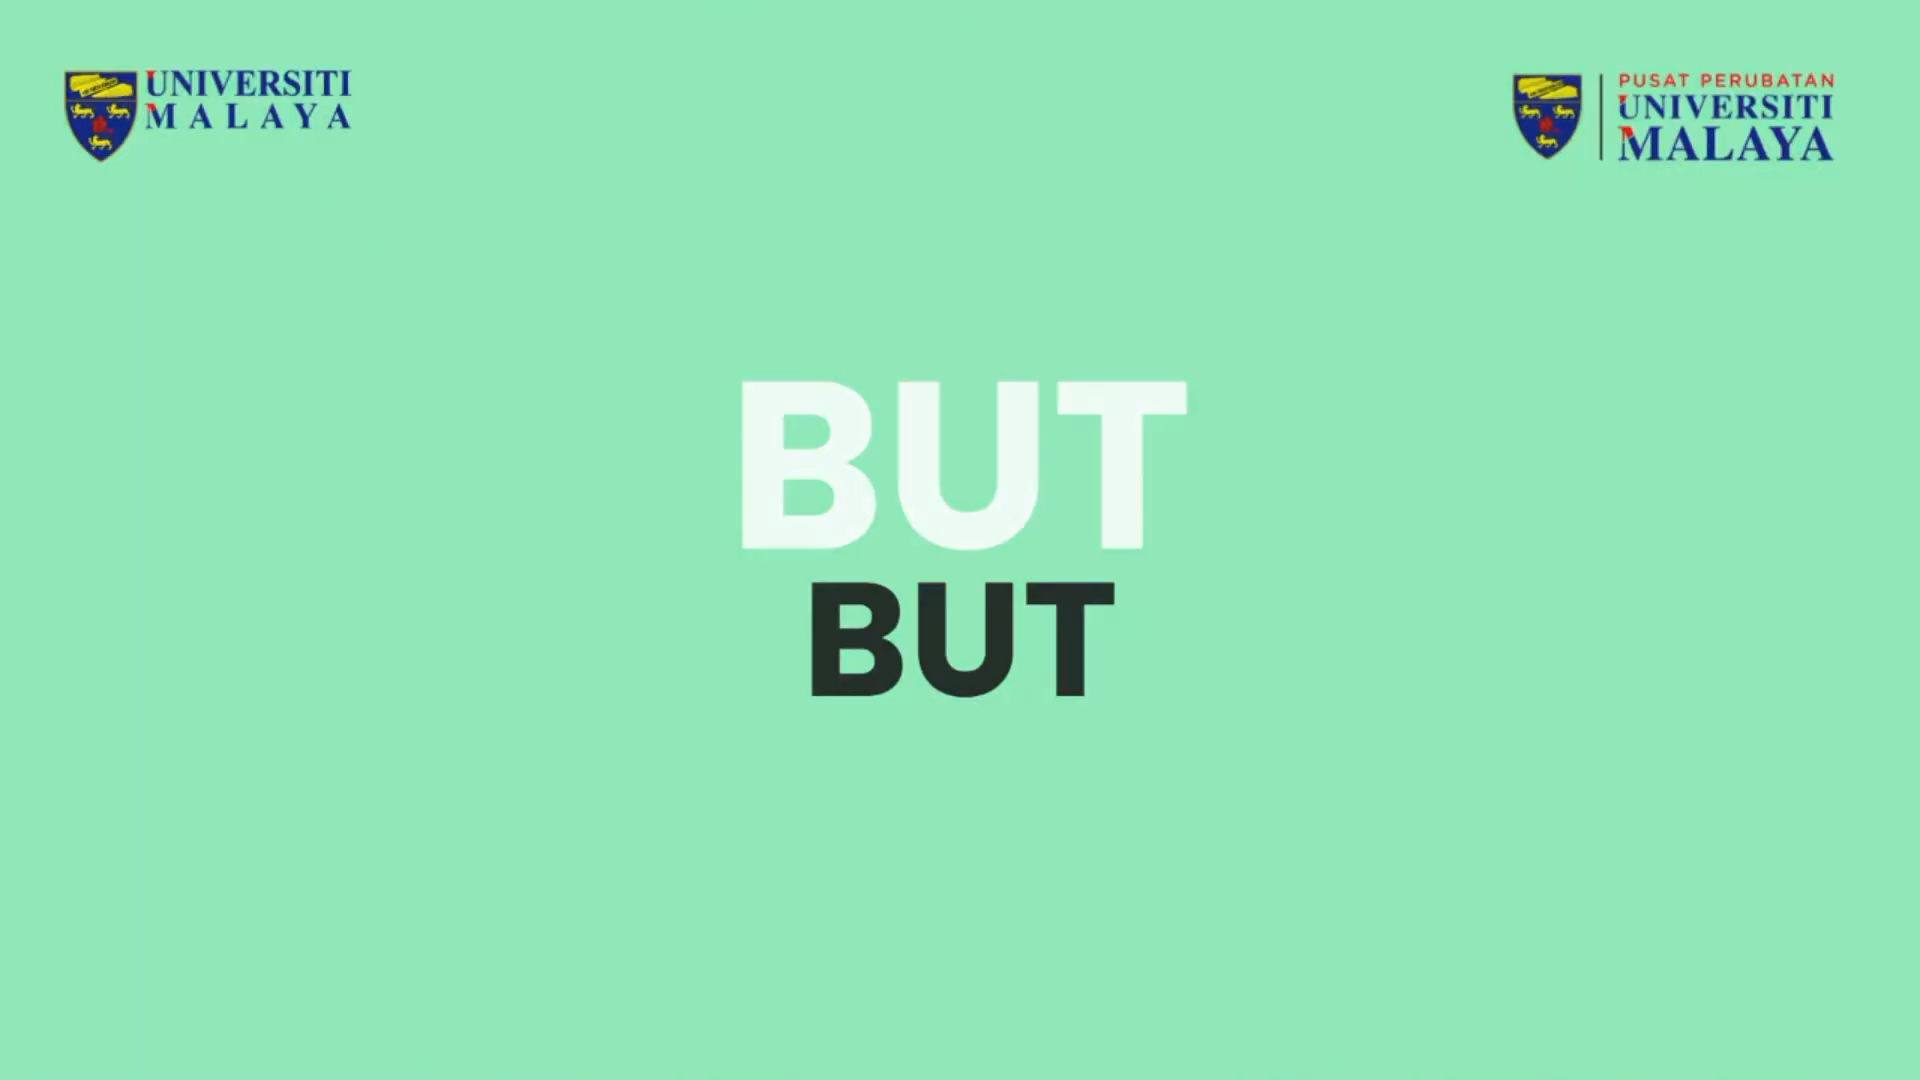 UNIVERSITI
MALAYA
PUSAT PERUBATAN
UNIVERSITI
MALAYA
BUT
BUT